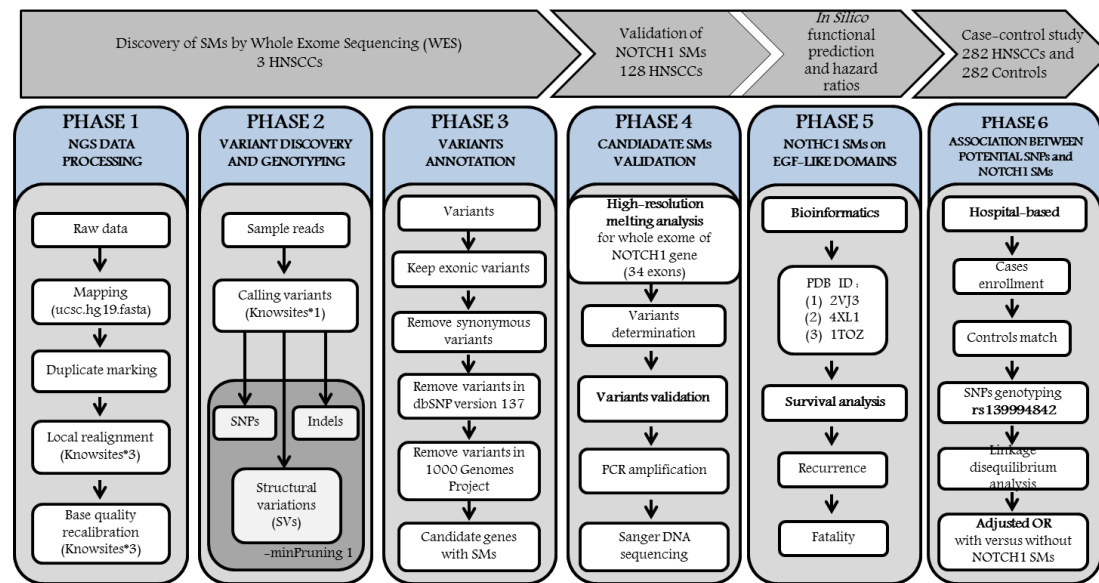 Discovery of SMs by Whole Exome Sequencing (WES)
3 HNSCCs
Validation of
NOTCH1 SMs
128 HNSCCs
In Silico
functional
prediction
and hazard
ratios
Case-control study
282 HNSCCs and
282 Controls
PHASE 1
NGS DATA
PROCESSING
Raw data
Mapping
(ucsc.hg19.fasta)
Duplicate marking
Local realignment
(Knowsites*3)
Base quality
recalibration
(Knowsites*3)
PHASE 2
VARIANT DISCOVERY
AND GENOTYPING
Sample reads
Calling variants
(Knowsites*1)
SNPs
Indels
Structural
variations
(SVs)
-minPruning 1
PHASE 3
VARIANTS
ANNOTATION
Variants
Keep exonic variants
Remove synonymous
variants
Remove variants in
dbSNP version 137
Remove variants in
1000 Genomes
Project
Candidate genes
with SMs
PHASE 4
CANDIADATE SMs
VALIDATION
High-resolution
melting analysis
for whole exome of
NOTCH1 gene
(34 exons)
Variants
determination
Variants validation
PCR amplification
Sanger DNA
sequencing
PHASE 5
NOTHC1 SMs on
EGF-LIKE DOMAINS
Bioinformatics
PDB ID :
(1) 2VJ3
(2) 4XL1
(3) 1TOZ
Survival analysis
Recurrence
Fatality
PHASE 6
ASSOCIATION BETWEEN
POTENTIAL SNPs and
NOTCH1 SMs
Hospital-based
Cases
enrollment
Controls match
SNPs genotyping
rs139994842
Linkage
disequilibrium
analysis
Adjusted OR
with versus without
NOTCH1 SMs